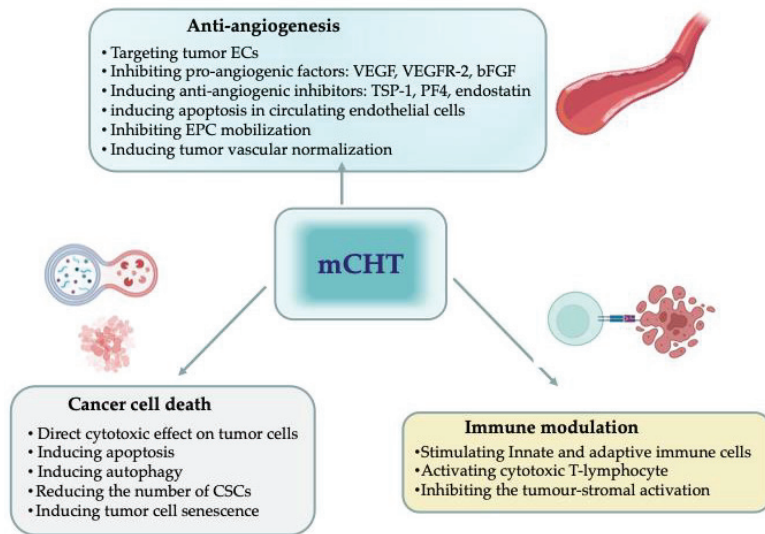 Anti-angiogenesis
• Targeting tumor ECs
• Inhibiting pro-angiogenic factors: VEGF, VEGFR-2, bFGF
• Inducing anti-angiogenic inhibitors: TSP-1, PF4, endostatin
• inducing apoptosis in circulating endothelial cells
• Inhibiting EPC mobilization
• Inducing tumor vascular normalization
mCHT
Cancer cell death
• Direct cytotoxic effect on tumor cells
• Inducing apoptosis
• Inducing autophagy
• Reducing the number of CSCs
• Inducing tumor cell senescence
Immune modulation
•Stimulating Innate and adaptive immune cells
•Activating cytotoxic T-lymphocyte
•Inhibiting the tumour-stromal activation